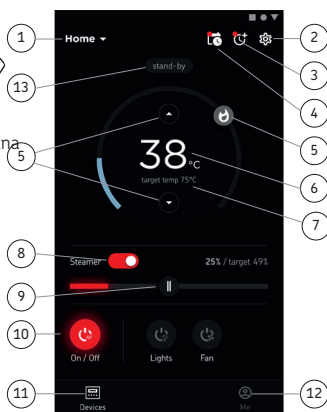 1
Home
2
3
4
13
stand-by
na
5
5
38°C
target temp 75°C
6
7
8
Steamer
25% / target 49%
9
10
On / Off
Lights
Fan
11
Devices
Me
12